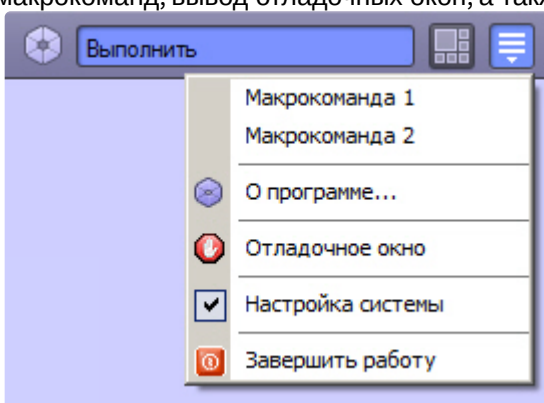 макрокоманд, вывод отладочных окон, а такж
Выполнить
Макрокоманда 1
Макрокоманда 2
О программе...
Отладочное окно
Настройка системы
Завершить работу